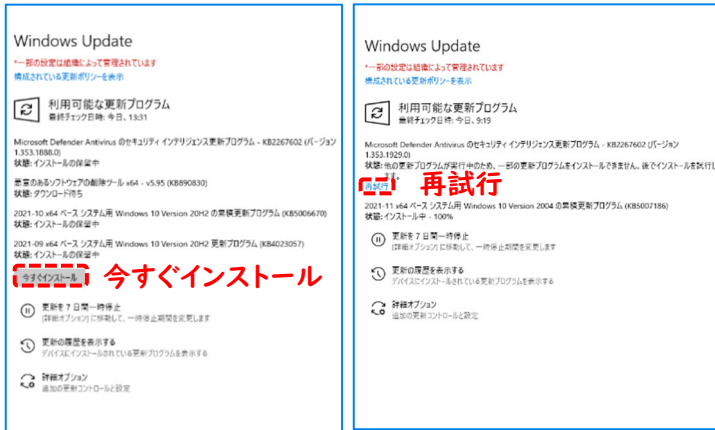 Windows Update
*一部の設定は組織によって管理されています
構成されている更新ポリシーを表示
利用可能な更新プログラム
最終チェック日時: 今日、13:31
Microsoft Defender Antivirus のセキュリティ インテリジェンス更新プログラム - KB2267602 (バージョン
1.353.1888.0)
状態: インストールの保留中
悪意のあるソフトウェアの削除ツール x64 - v5.95 (KB890830)
状態: ダウンロード待ち
2021-10 x64 ベース システム用 Windows 10 Version 20H2 の累積更新プログラム (KB5006670)
状態: インストールの保留中
2021-09 x64 ベース システム用 Windows 10 Version 20H2 更新プログラム (KB4023057)
状態: インストールの保留中
今すぐインストール
今すぐインストール
更新を 7 日間一時停止
[詳細オプション] に移動して、一時停止期間を変更します
更新の履歴を表示する
デバイスにインストールされている更新プログラムを表示する
詳細オプション
追加の更新コントロールと設定
Windows Update
*一部の設定は組織によって管理されています
構成されている更新ポリシーを表示
利用可能な更新プログラム
最終チェック日時: 今日、9:19
Microsoft Defender Antivirus のセキュリティ インテリジェンス更新プログラム - KB2267602 (バージョン
1.353.1929.0)
状態: 他の更新プログラムが実行中のため、一部の更新プログラムをインストールできません。後でインストールを試行し
ます。
再試行
再試行
2021-11 x64 ベース システム用 Windows 10 Version 2004 の累積更新プログラム (KB5007186)
状態: インストール中 - 100%
更新を 7 日間一時停止
[詳細オプション] に移動して、一時停止期間を変更します
更新の履歴を表示する
デバイスにインストールされている更新プログラムを表示する
詳細オプション
追加の更新コントロールと設定